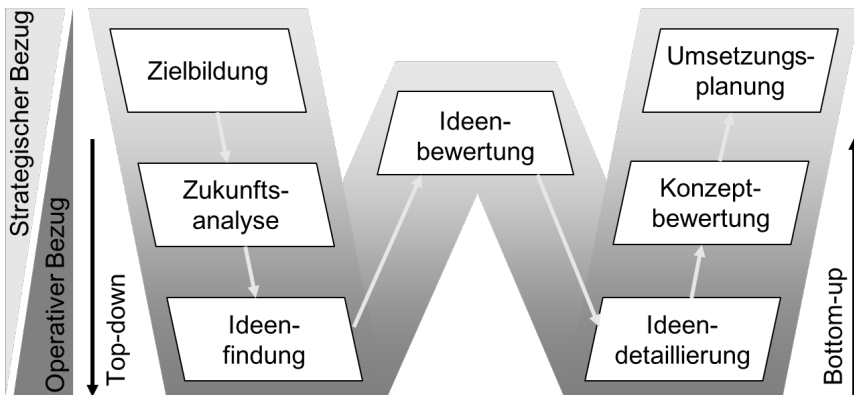 Strategischer Bezug
Operativer Bezug
Top-down
Zielbildung
Zukunfts-
analyse
Ideen-
findung
Ideen-
bewertung
Ideen-
detaillierung
Konzept-
bewertung
Umsetzungs-
planung
Bottom-up